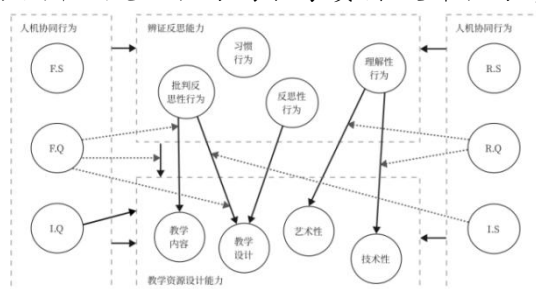 人机协同行为
辨证反思能力
人机协同行为
F.S
习惯
行为
理解性
行为
R.S
批判反
思性行为
反思性
行为
F.Q
R.Q
I.Q
教学
内容
教学
设计
艺术性
技术性
I.S
教学资源设计能力